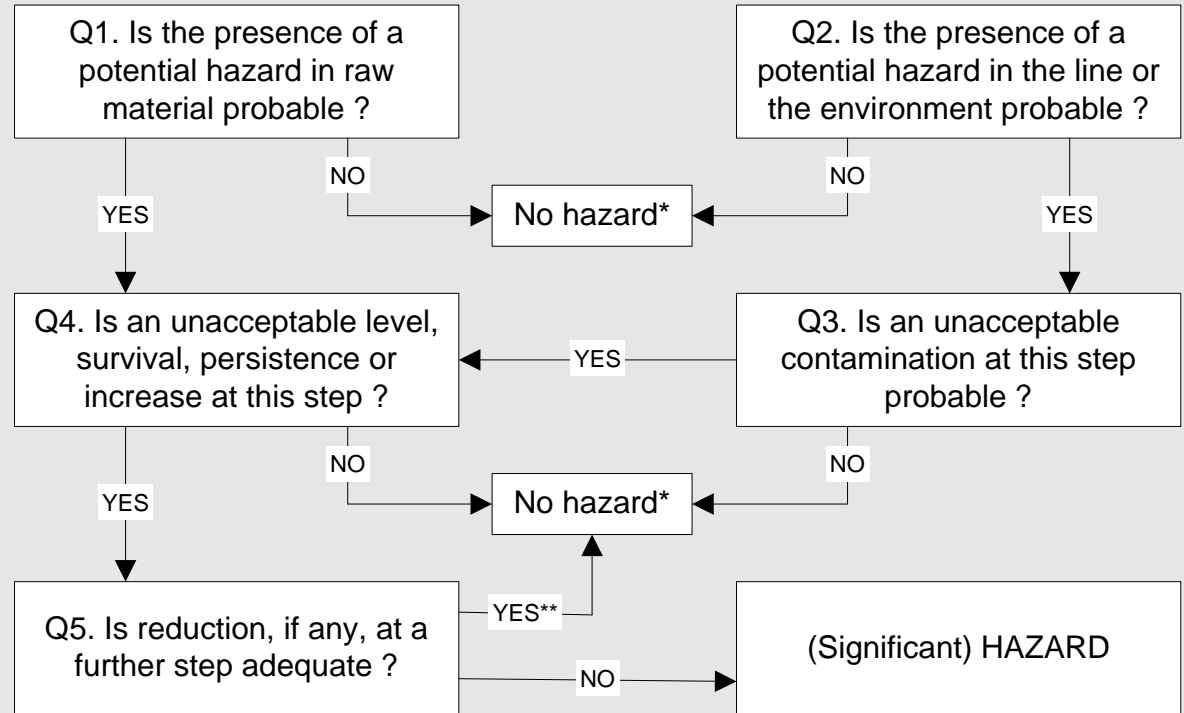 Q1. Is the presence of a
potential hazard in raw
material probable ?
Q2. Is the presence of a
potential hazard in the line or
the environment probable ?
NO
NO
YES
No hazard*
YES
Q4. Is an unacceptable level,
survival, persistence or
increase at this step ?
YES
Q3. Is an unacceptable
contamination at this step
probable ?
NO
NO
YES
No hazard*
Q5. Is reduction, if any, at a
further step adequate ?
YES**
NO
(Significant) HAZARD